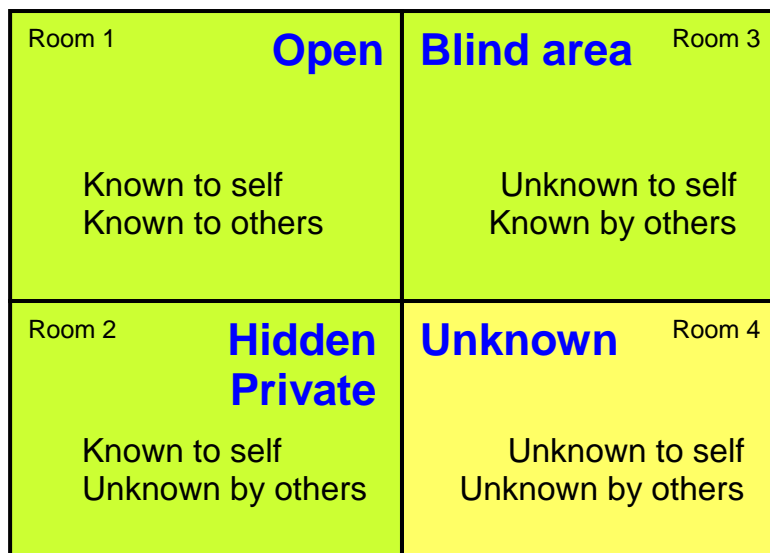 Room 1
Open
Known to self
Known to others
Blind area
Room 3
Unknown to self
Known by others
Room 2
Hidden
Private
Known to self
Unknown by others
Unknown
Room 4
Unknown to self
Unknown by others